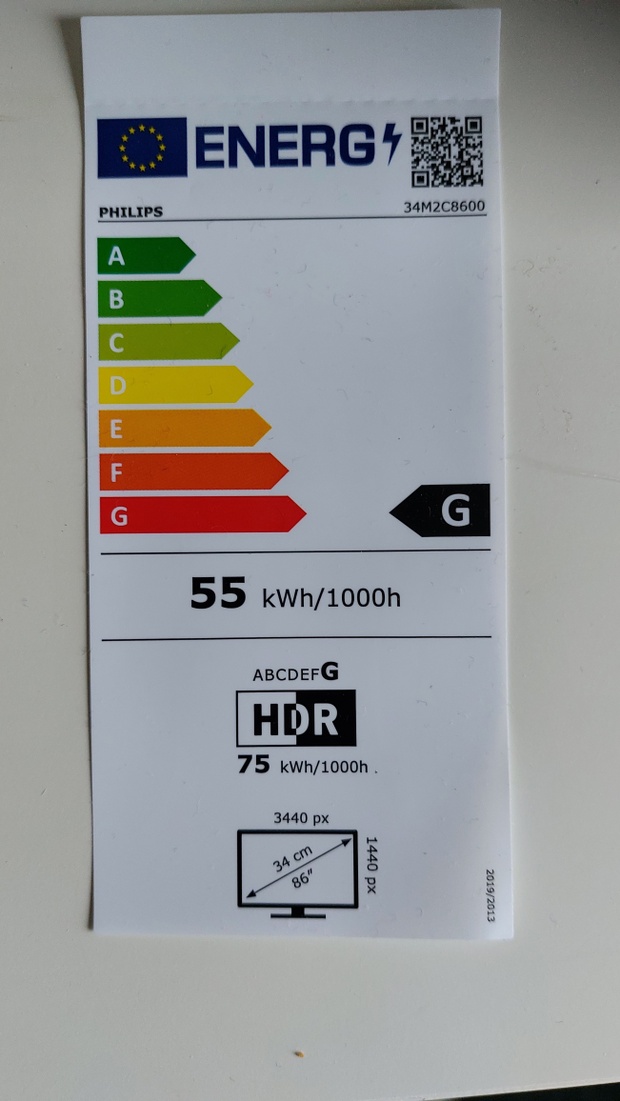 ENERG
PHILIPS 34M2C8600
A
B
C
D
E
F
G
G
55 kWh/1000h
ABCDEFG
HDR
75 kWh/1000h
3440 px
1440 px
34 cm
86"
2019/2013